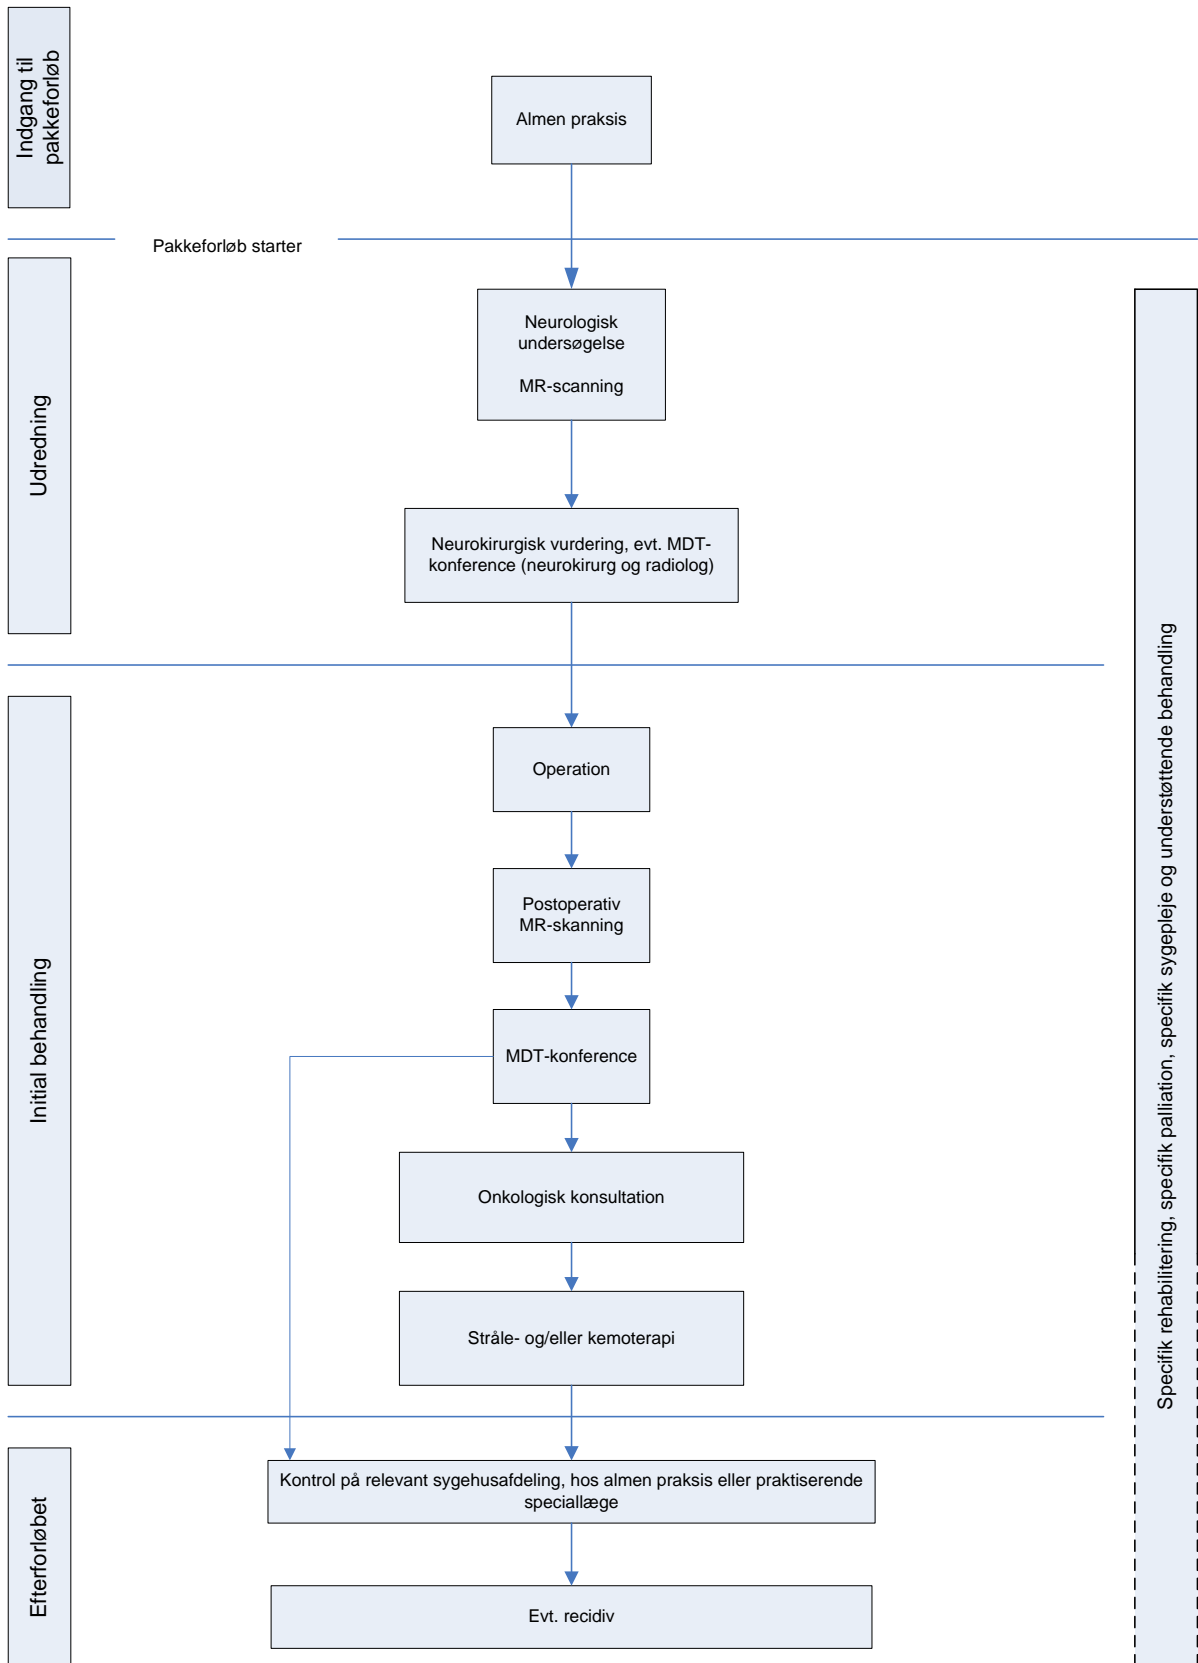 Indgang til
pakkeforløb
Almen praksis
Pakkeforløb starter
Udredning
Neurologisk
undersøgelse
MR-scanning
Neurokirurgisk vurdering, evt. MDT-
konference (neurokirurg og radiolog)
Initial behandling
Operation
Postoperativ
MR-skanning
MDT-konference
Onkologisk konsultation
Stråle- og/eller kemoterapi
Efterforløbet
Kontrol på relevant sygehusafdeling, hos almen praksis eller praktiserende
speciallæge
Evt. recidiv
Specifik rehabilitering, specifik palliation, specifik sygepleje og understøttende behandling